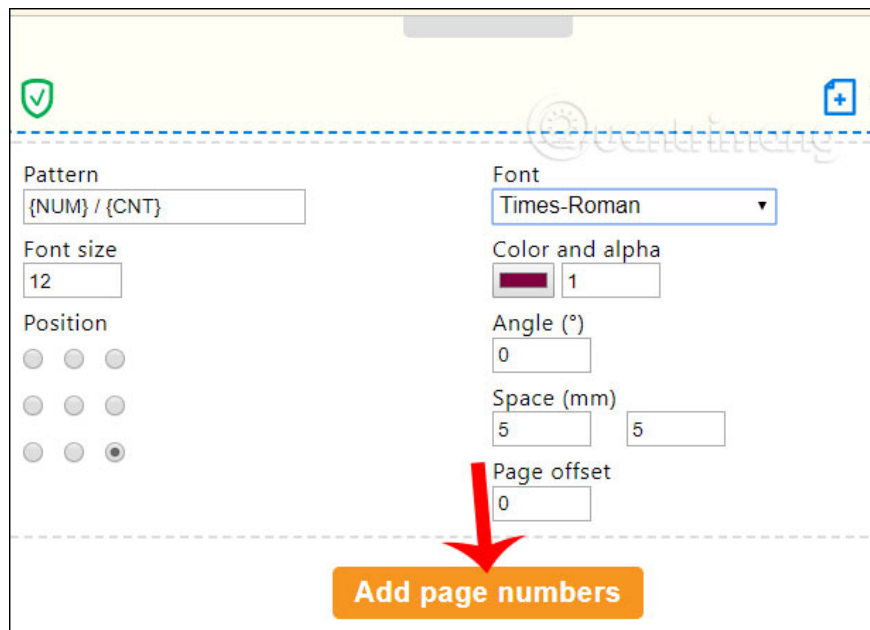 uantrimang
Pattern
Font
{NUM} / {CNT}
Times-Roman
Font size
Color and alpha
12
1
Position
Angle (°)
0
Space (mm)
5
5
Page offset
0
Add page numbers